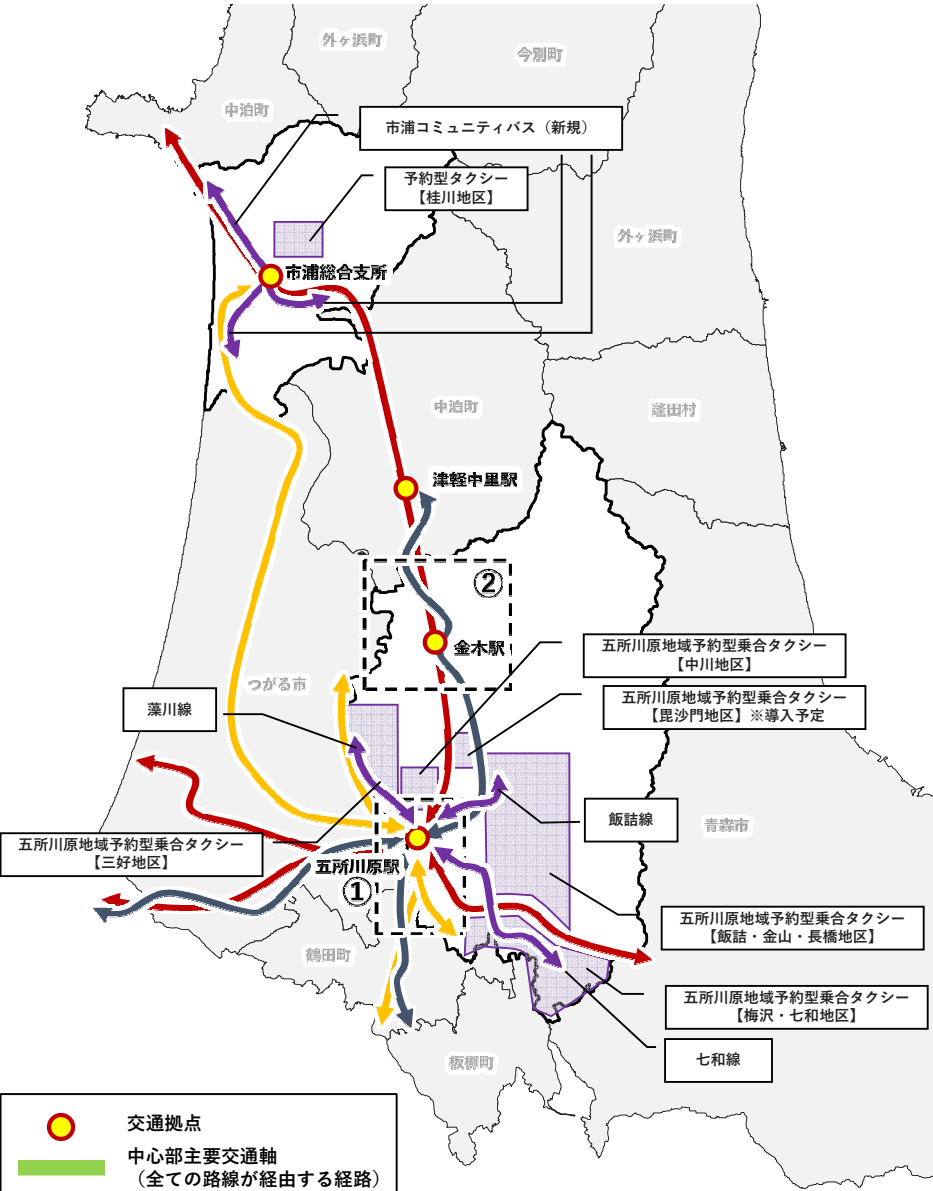 外ヶ浜町
今別町
中泊町
市浦コミュニティバス（新規）
予約型タクシー
【桂川地区】
外ヶ浜町
市浦総合支所
中泊町
蓬田村
津軽中里駅
②
金木駅
五所川原地域予約型乗合タクシー
【中川地区】
つがる市
五所川原地域予約型乗合タクシー
【毘沙門地区】※導入予定
藻川線
飯詰線
青森市
五所川原地域予約型乗合タクシー
【三好地区】
五所川原駅
①
五所川原地域予約型乗合タクシー
【飯詰・金山・長橋地区】
鶴田町
五所川原地域予約型乗合タクシー
【梅沢・七和地区】
七和線
板柳町
交通拠点
中心部主要交通軸
（全ての路線が経由する経路）